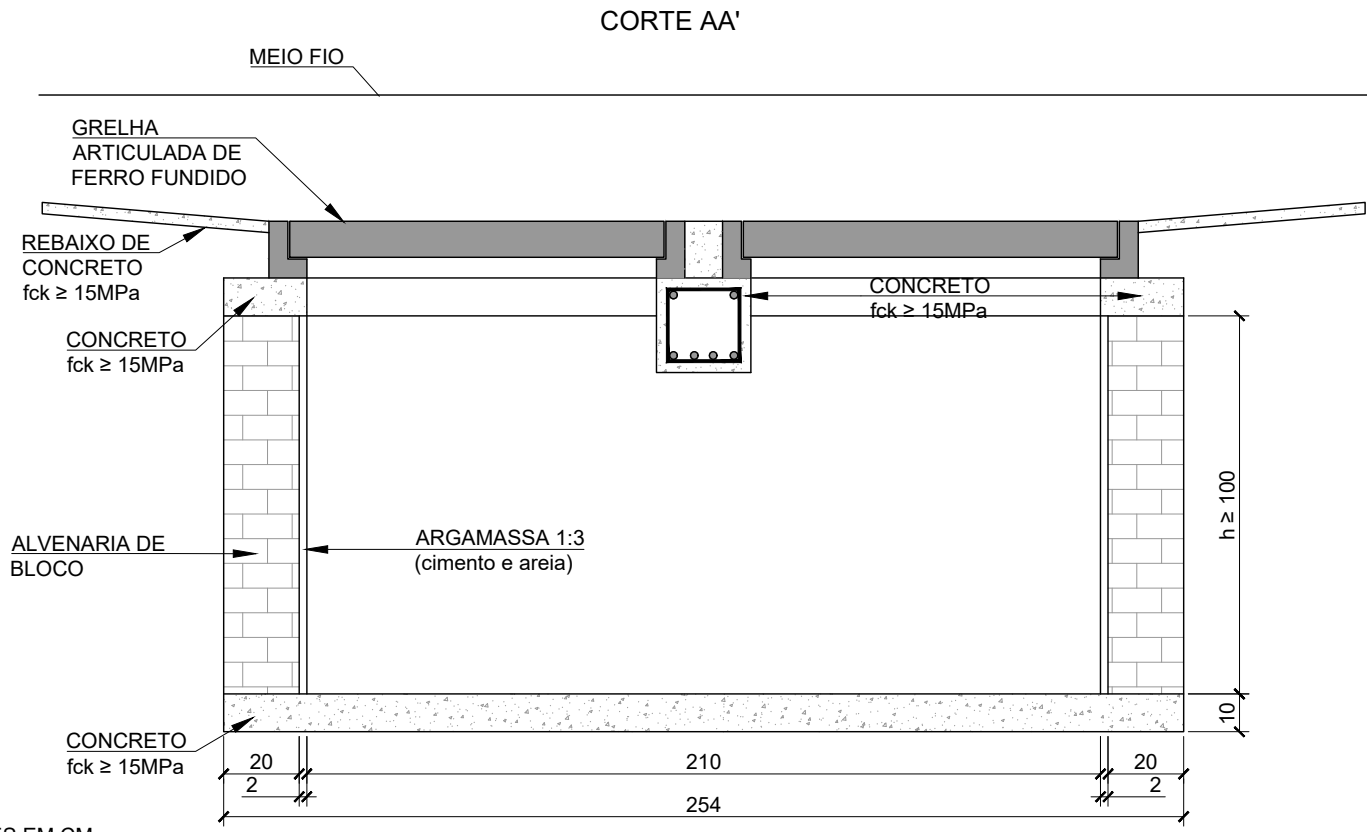 CORTE AA'
MEIO FIO
GRELHA
ARTICULADA DE
FERRO FUNDIDO
REBAIXO DE
CONCRETO
fck ≥ 15MPa
CONCRETO
fck ≥ 15MPa
CONCRETO
fck ≥ 15MPa
h ≥ 100
ALVENARIA DE
BLOCO
ARGAMASSA 1:3
(cimento e areia)
10
CONCRETO
fck ≥ 15MPa
20
210
20
2
2
254
EM CM